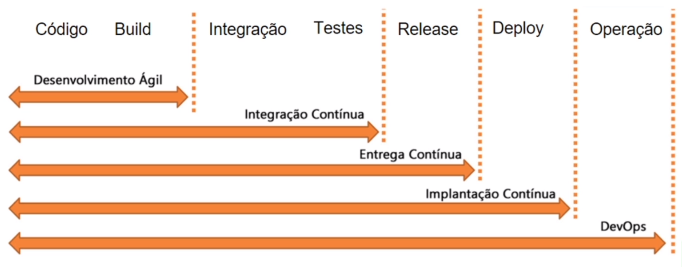 Código Build Integração Testes Release Deploy Operação
Desenvolvimento Ágil
Integração Contínua
Entrega Contínua
Implantação Contínua
DevOps